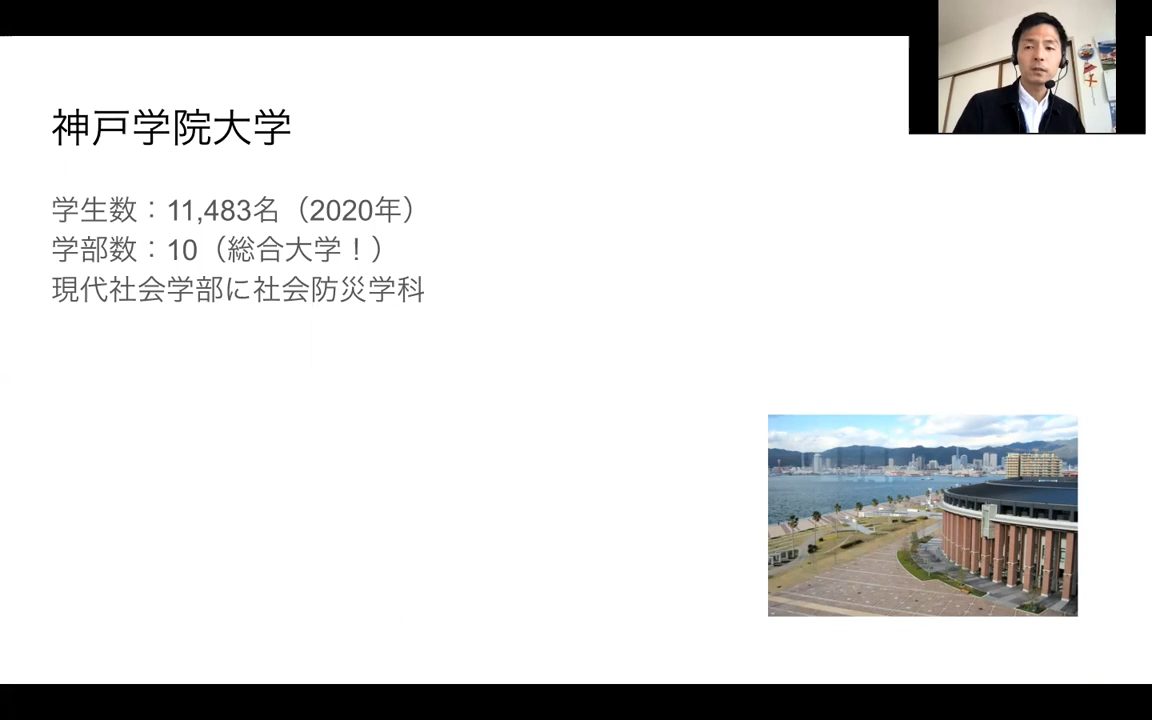 神戸学院大学
学生数：11,483名（2020年）
学部数：10（総合大学！）
現代社会学部に社会防災学科